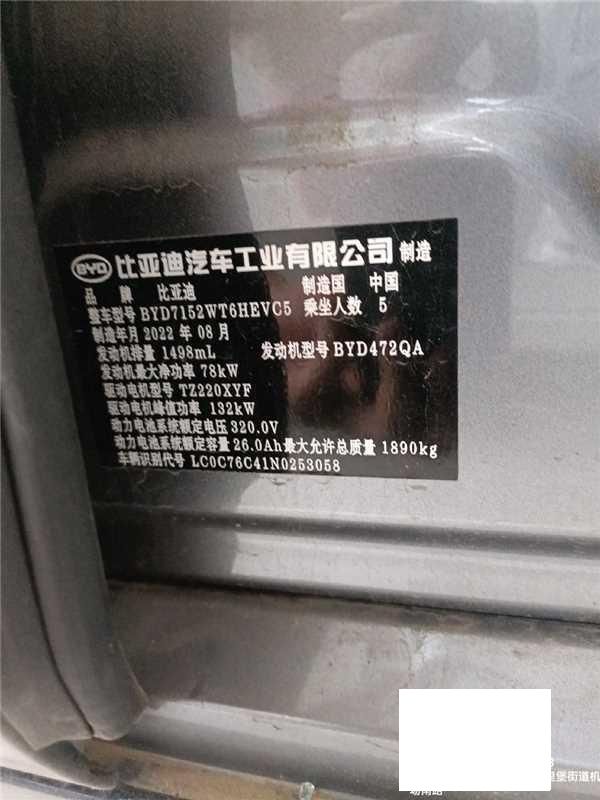 BYD 比亚迪汽车工业有限公司 制造
品 牌 比亚迪 制造国 中国
整车型号 BYD7152WT6HEVC5 乘坐人数 5
制造年月 2022 年 08 月
发动机排量 1498mL 发动机型号 BYD472QA
发动机最大净功率 78kW
驱动电机型号 TZ220XYF
驱动电机峰值功率 132kW
动力电池系统额定电压 320.0V
动力电池系统额定容量 26.0Ah 最大允许总质量 1890kg
车辆识别代号 LC0C76C41N0253058
堡街道机